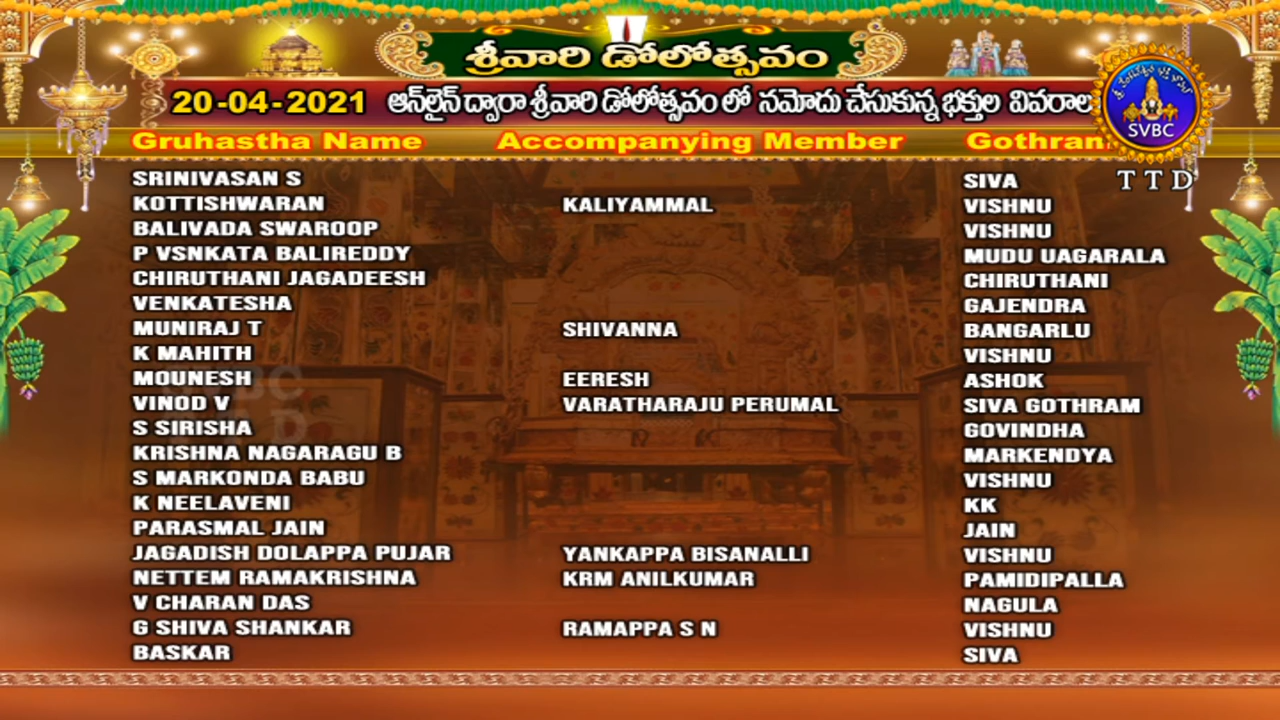 శ్రీవారి డోలోత్సవం
20-04-2021 ఆన్‌లైన్ ద్వారా శ్రీవారి డోలోత్సవం లో నమోదు చేసుకున్న భక్తుల వివరాలు
Gruhastha Name Accompanying Member Gothram
SVBC
TTD
SRINIVASAN S SIVA
KOTTISHWARAN KALIYAMMAL VISHNU
BALIVADA SWAROOP VISHNU
P VSNKATA BALIREDDY MUDU UAGARALA
CHIRUTHANI JAGADEESH CHIRUTHANI
VENKATESHA GAJENDRA
MUNIRAJ T SHIVANNA BANGARLU
K MAHITH VISHNU
MOUNESH EERESH ASHOK
VINOD V VARATHARAJU PERUMAL SIVA GOTHRAM
S SIRISHA GOVINDHA
KRISHNA NAGARAGU B MARKENDYA
S MARKONDA BABU VISHNU
K NEELAVENI KK
PARASMAL JAIN JAIN
JAGADISH DOLAPPA PUJAR YANKAPPA BISANALLI VISHNU
NETTEM RAMAKRISHNA KRM ANILKUMAR PAMIDIPALLA
V CHARAN DAS NAGULA
G SHIVA SHANKAR RAMAPPA S N VISHNU
BASKAR SIVA